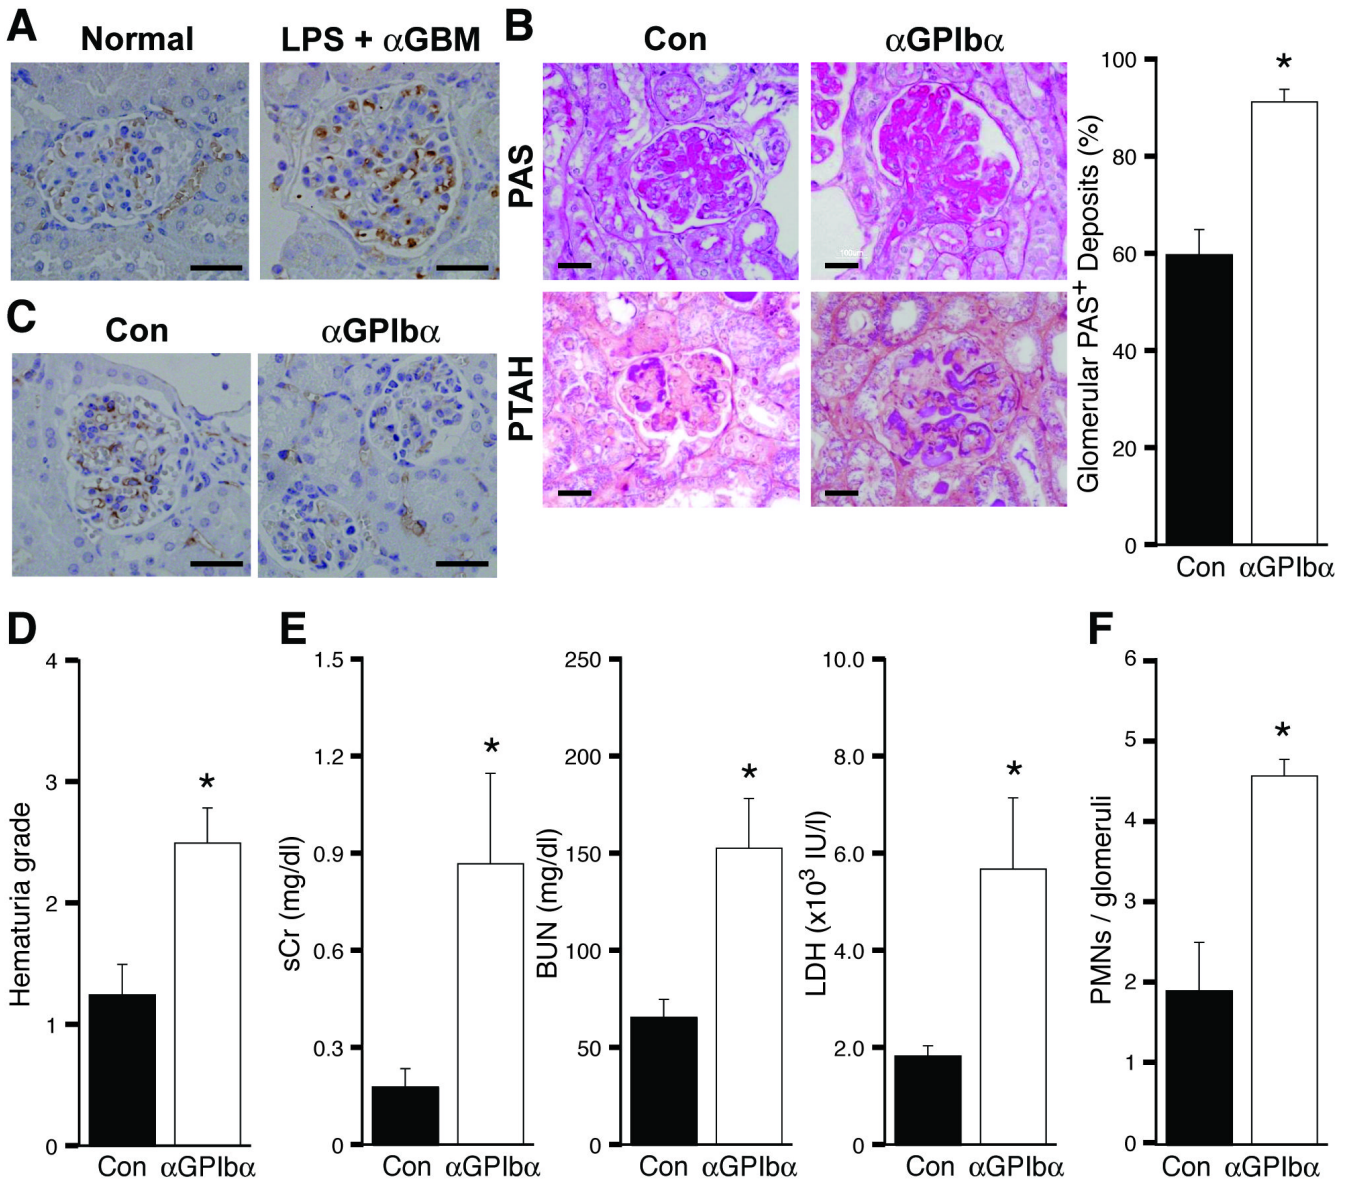 A
Normal
LPS + αGBM
B
Con
αGPIbα
PAS
PTAH
100um
Glomerular PAS+ Deposits (%)
100
80
60
40
20
0
*
Con
αGPIbα
C
Con
αGPIbα
D
Hematuria grade
4
3
2
1
0
*
Con
αGPIbα
E
sCr (mg/dl)
1.5
1.2
0.9
0.6
0.3
0
*
Con
αGPIbα
BUN (mg/dl)
250
200
150
100
50
0
*
Con
αGPIbα
LDH (x10³ IU/l)
10.0
8.0
6.0
4.0
2.0
0
*
Con
αGPIbα
F
PMNs / glomeruli
6
5
4
3
2
1
0
*
Con
αGPIbα